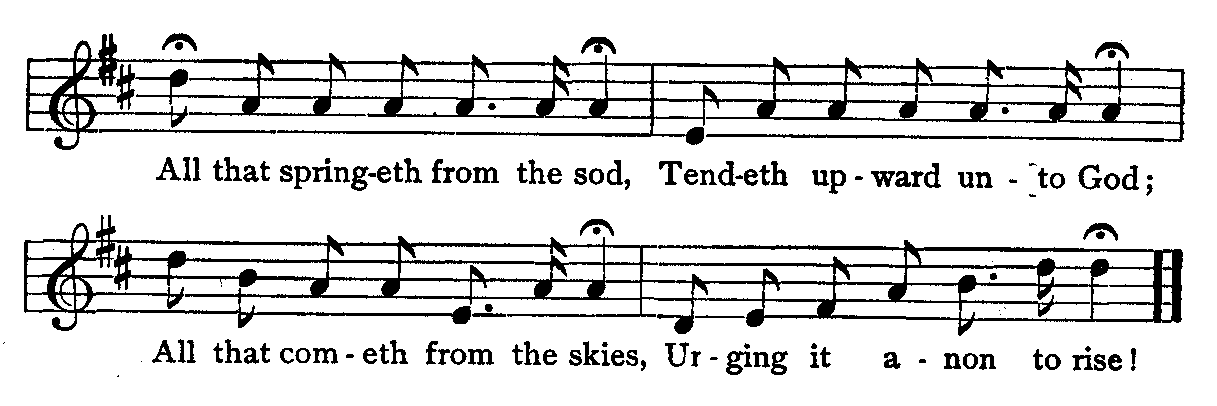 All that spring-eth from the sod, Tend-eth up-ward un - to God;
All that com-eth from the skies, Ur-ging it a-non to rise!